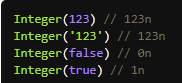 Integer(123) // 123n
Integer('123') // 123n
Integer(false) // 0n
Integer(true) // 1n